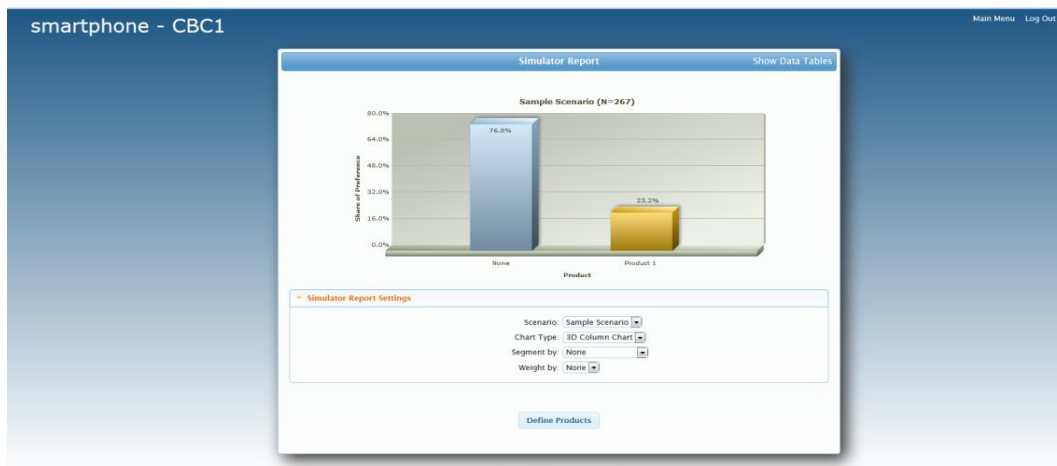 smartphone - CBC1
Main Menu Log Out
Simulator Report
Show Data Tables
Sample Scenario (N=267)
80.0%
64.0%
48.0%
32.0%
16.0%
0.0%
Share of Preference
76.8%
23.2%
None
Product 1
Product
Simulator Report Settings
Scenario: Sample Scenario
Chart Type: 3D Column Chart
Segment by: None
Weight by: None
Define Products